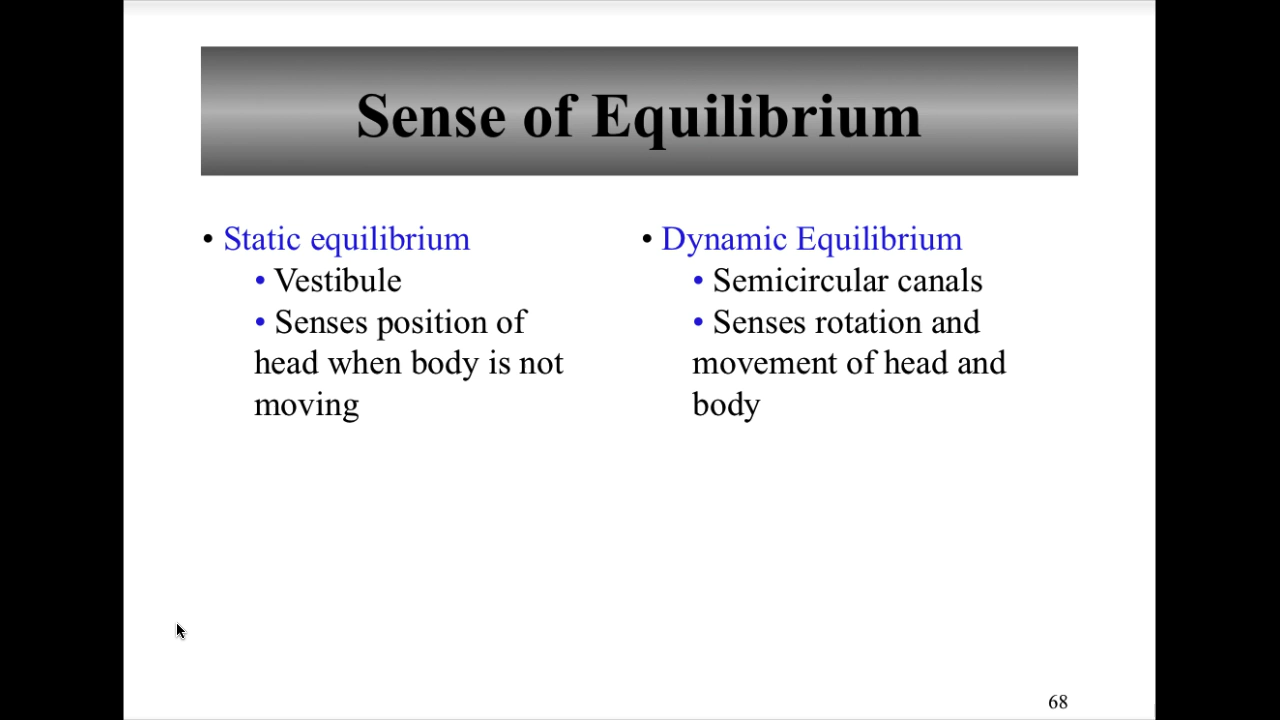 Sense of Equilibrium
• Static equilibrium
• Vestibule
• Senses position of
head when body is not
moving
• Dynamic Equilibrium
• Semicircular canals
• Senses rotation and
movement of head and
body
68